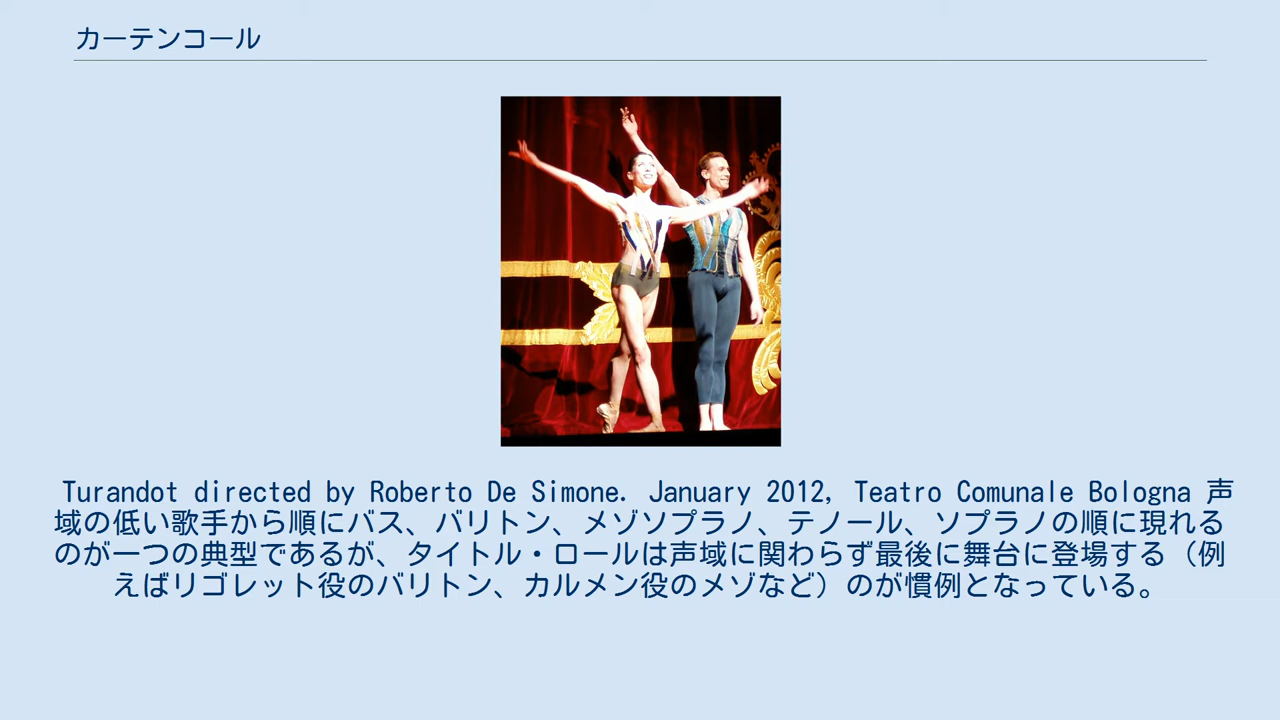 カーテンコール
Turandot directed by Roberto De Simone. January 2012, Teatro Comunale Bologna 声
域の低い歌手から順にバス、バリトン、メゾソプラノ、テノール、ソプラノの順に現れる
のが一つの典型であるが、タイトル・ロールは声域に関わらず最後に舞台に登場する（例
えばリゴレット役のバリトン、カルメン役のメゾなど）のが慣例となっている。